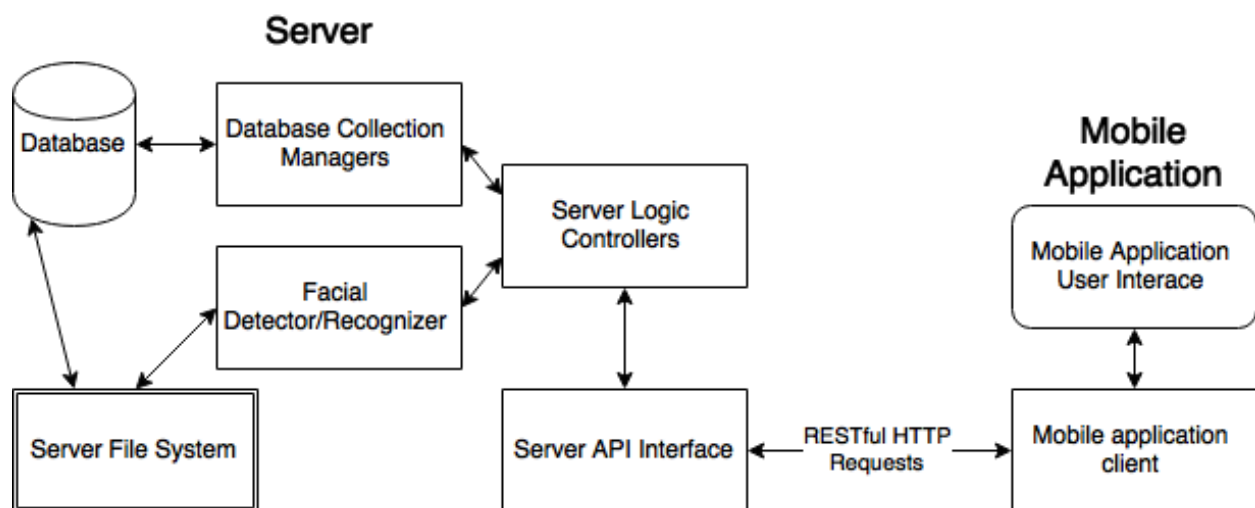 Server
Database
Database Collection
Managers
Server Logic
Controllers
Facial
Detector/Recognizer
Server File System
Server API Interface
RESTful HTTP
Requests
Mobile
Application
Mobile Application
User Interace
Mobile application
client